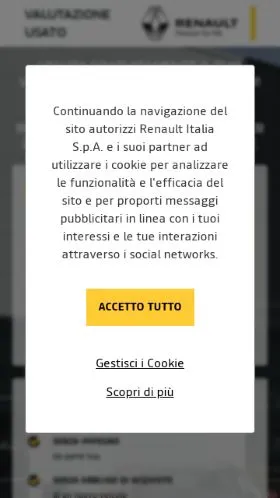 VALUTAZIONE
USATO
RENAULT
Continuando la navigazione del
sito autorizzi Renault Italia
S.p.A. e i suoi partner ad
utilizzare i cookie per analizzare
le funzionalità e l'efficacia del
sito e per proporti messaggi
pubblicitari in linea con i tuoi
interessi e le tue interazioni
attraverso i social networks.
ACCETTO TUTTO
Gestisci i Cookie
Scopri di più
SENZA IMPEGNO